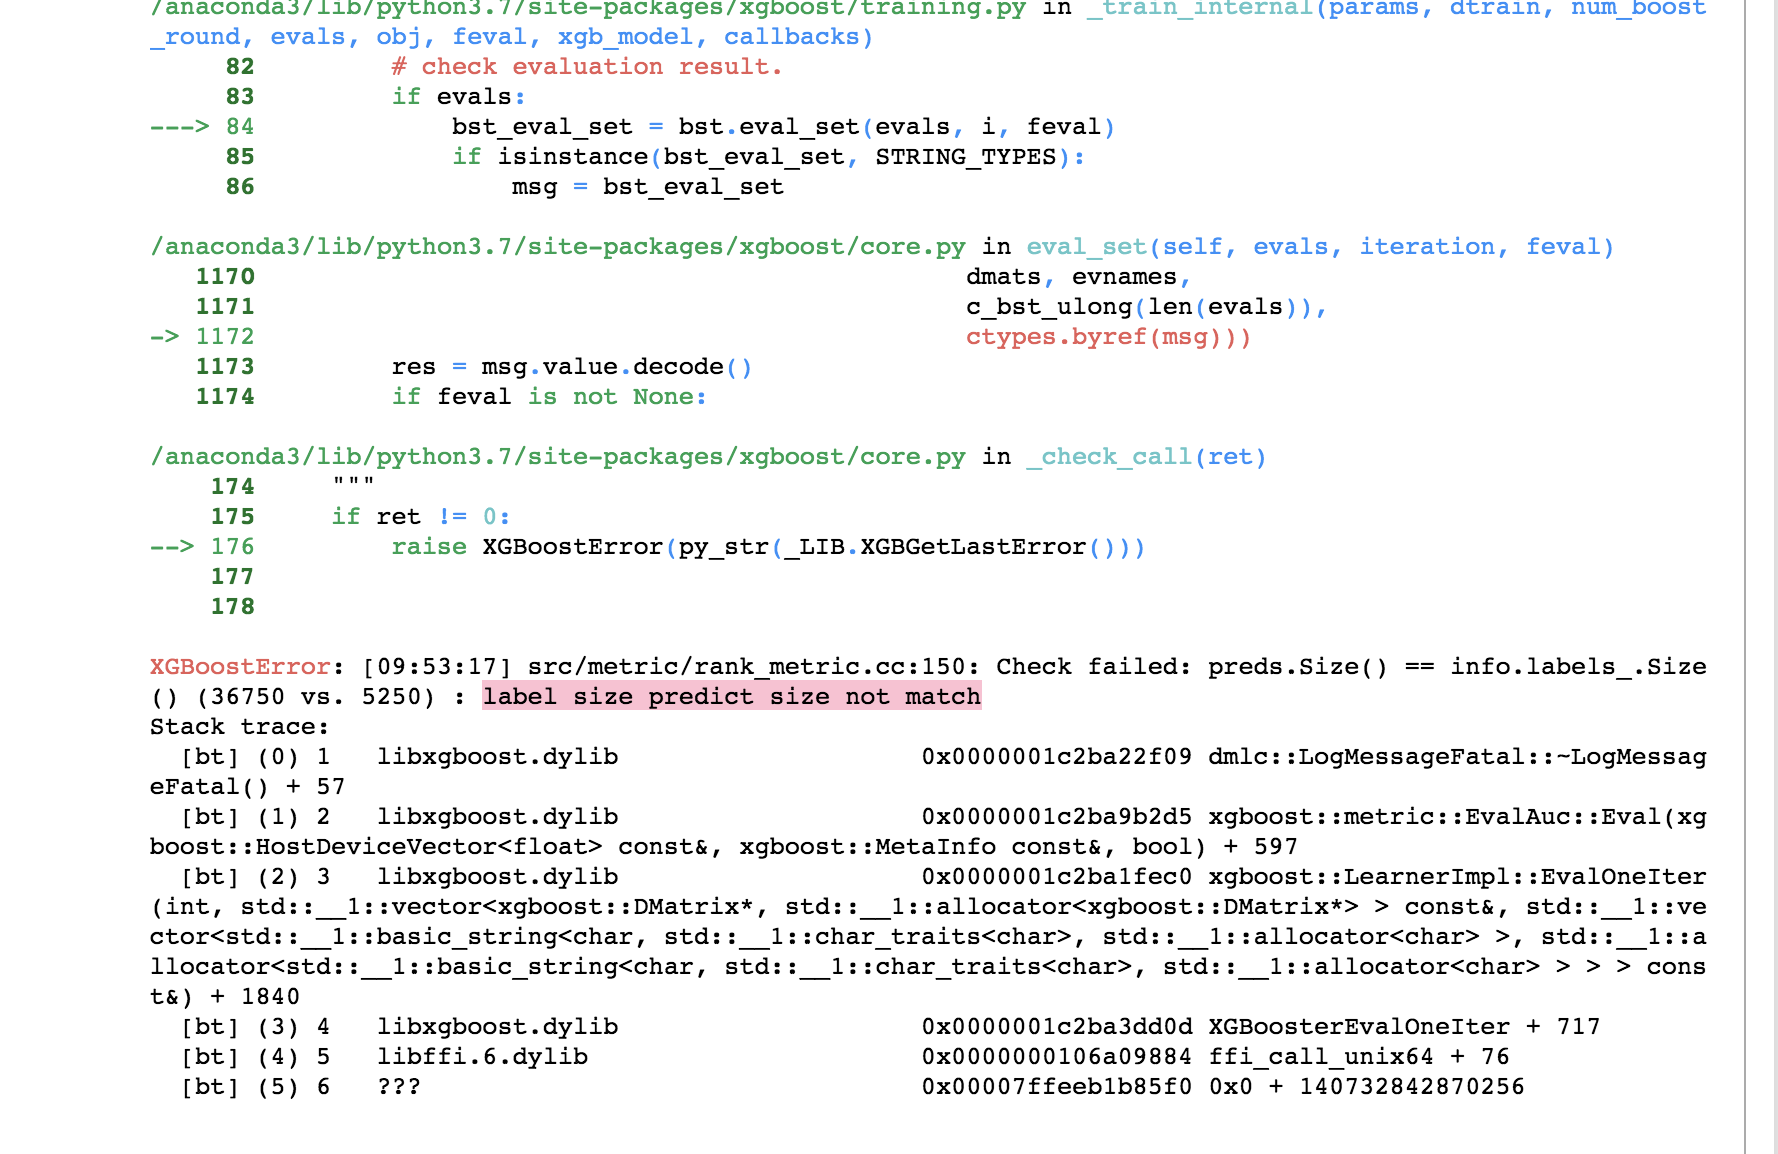 /anaconda3/lib/python3.7/site-packages/xgboost/training.py in _train_internal(params, dtrain, num_boost
_round, evals, obj, feval, xgb_model, callbacks)
     82         # check evaluation result.
     83         if evals:
---> 84             bst_eval_set = bst.eval_set(evals, i, feval)
     85             if isinstance(bst_eval_set, STRING_TYPES):
     86                 msg = bst_eval_set
/anaconda3/lib/python3.7/site-packages/xgboost/core.py in eval_set(self, evals, iteration, feval)
   1170                                               dmats, evnames,
   1171                                               c_bst_ulong(len(evals)),
-> 1172                                               ctypes.byref(msg)))
   1173         res = msg.value.decode()
   1174         if feval is not None:
/anaconda3/lib/python3.7/site-packages/xgboost/core.py in _check_call(ret)
    174     """
    175     if ret != 0:
--> 176         raise XGBoostError(py_str(_LIB.XGBGetLastError()))
    177
    178
XGBoostError: [09:53:17] src/metric/rank_metric.cc:150: Check failed: preds.Size() == info.labels_.Size
() (36750 vs. 5250) : label size predict size not match
Stack trace:
  [bt] (0) 1   libxgboost.dylib                    0x0000001c2ba22f09 dmlc::LogMessageFatal::~LogMessag
eFatal() + 57
  [bt] (1) 2   libxgboost.dylib                    0x0000001c2ba9b2d5 xgboost::metric::EvalAuc::Eval(xg
boost::HostDeviceVector<float> const&, xgboost::MetaInfo const&, bool) + 597
  [bt] (2) 3   libxgboost.dylib                    0x0000001c2ba1fec0 xgboost::LearnerImpl::EvalOneIter
(int, std::__1::vector<xgboost::DMatrix*, std::__1::allocator<xgboost::DMatrix*> > const&, std::__1::ve
ctor<std::__1::basic_string<char, std::__1::char_traits<char>, std::__1::allocator<char> >, std::__1::a
llocator<std::__1::basic_string<char, std::__1::char_traits<char>, std::__1::allocator<char> > > > cons
t&) + 1840
  [bt] (3) 4   libxgboost.dylib                    0x0000001c2ba3dd0d XGBoosterEvalOneIter + 717
  [bt] (4) 5   libffi.6.dylib                      0x0000000106a09884 ffi_call_unix64 + 76
  [bt] (5) 6   ???                                 0x00007ffeeb1b85f0 0x0 + 140732842870256